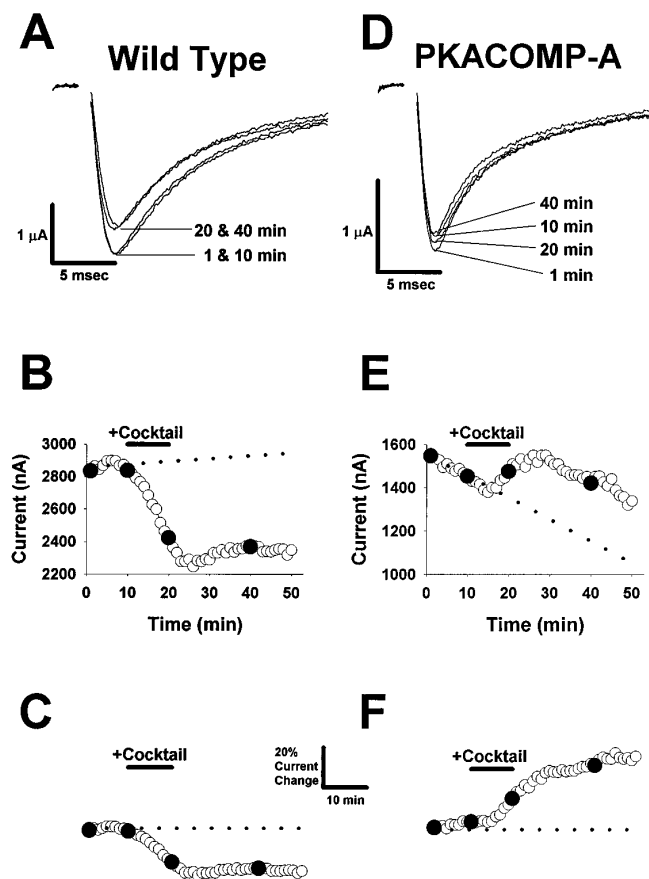 A
Wild Type
1 µA
5 msec
20 & 40 min
1 & 10 min
D
PKACOMP-A
1 µA
5 msec
40 min
10 min
20 min
1 min
B
+Cocktail
Current (nA)
3000
2800
2600
2400
2200
0 10 20 30 40 50
Time (min)
E
+Cocktail
Current (nA)
1600
1400
1200
1000
0 10 20 30 40 50
Time (min)
C
+Cocktail
20%
Current
Change
10 min
F
+Cocktail